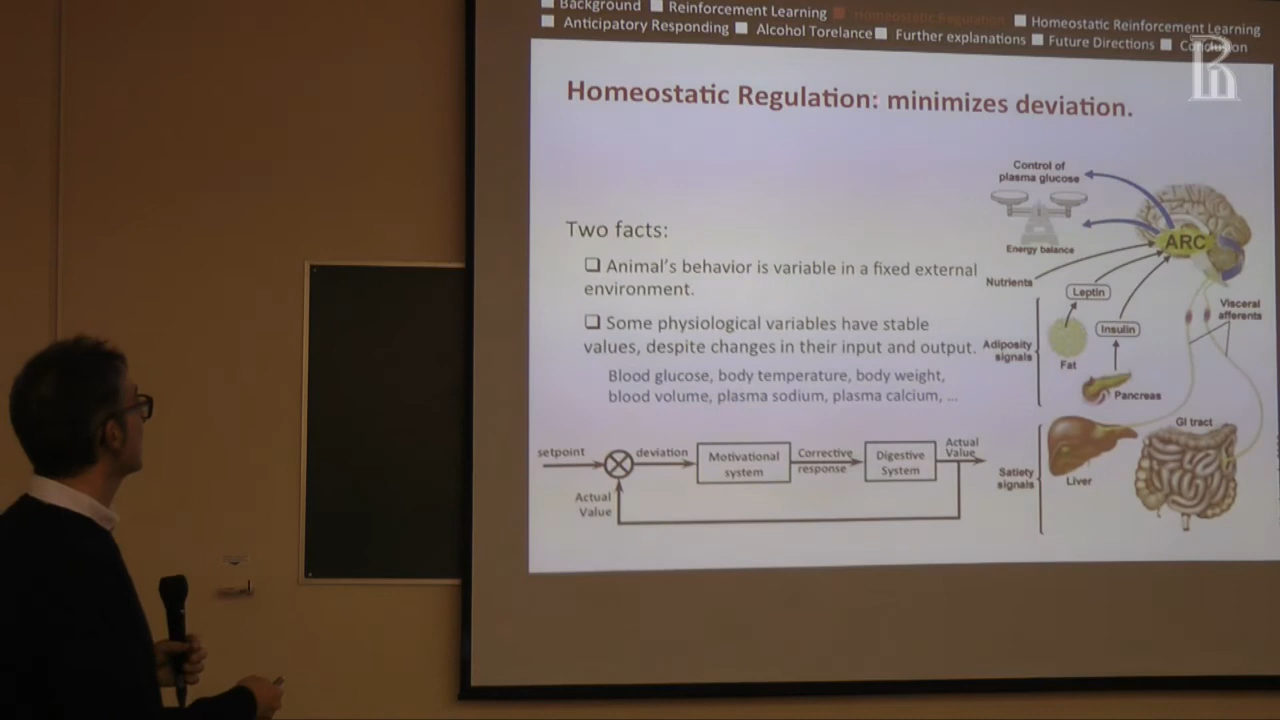 Background Reinforcement Learning Homeostatic Regulation Homeostatic Reinforcement Learning
Anticipatory Responding Alcohol Torelance Further explanations Future Directions Conclusion
Homeostatic Regulation: minimizes deviation.
Two facts:
Animal's behavior is variable in a fixed external
environment.
Some physiological variables have stable
values, despite changes in their input and output.
Blood glucose, body temperature, body weight,
blood volume, plasma sodium, plasma calcium, ...
setpoint
deviation
Motivational
system
Corrective
response
Digestive
System
Actual
Value
Actual
Value
Control of
plasma glucose
Energy balance
ARC
Nutrients
Leptin
Insulin
Visceral
afferents
Adiposity
signals
Fat
Pancreas
GI tract
Liver
Satiety
signals